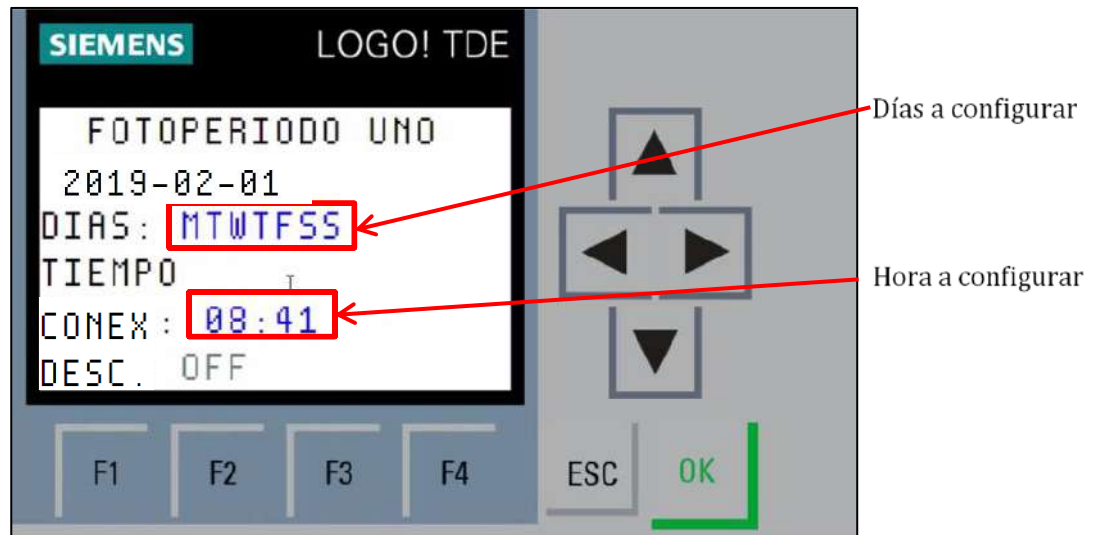 SIEMENS LOGO! TDE
FOTOPERIODO UNO
2019-02-01
DIAS: MTWTFSS
TIEMPO
CONEX: 08:41
DESC. OFF
F1 F2 F3 F4 ESC OK
Días a configurar
Hora a configurar